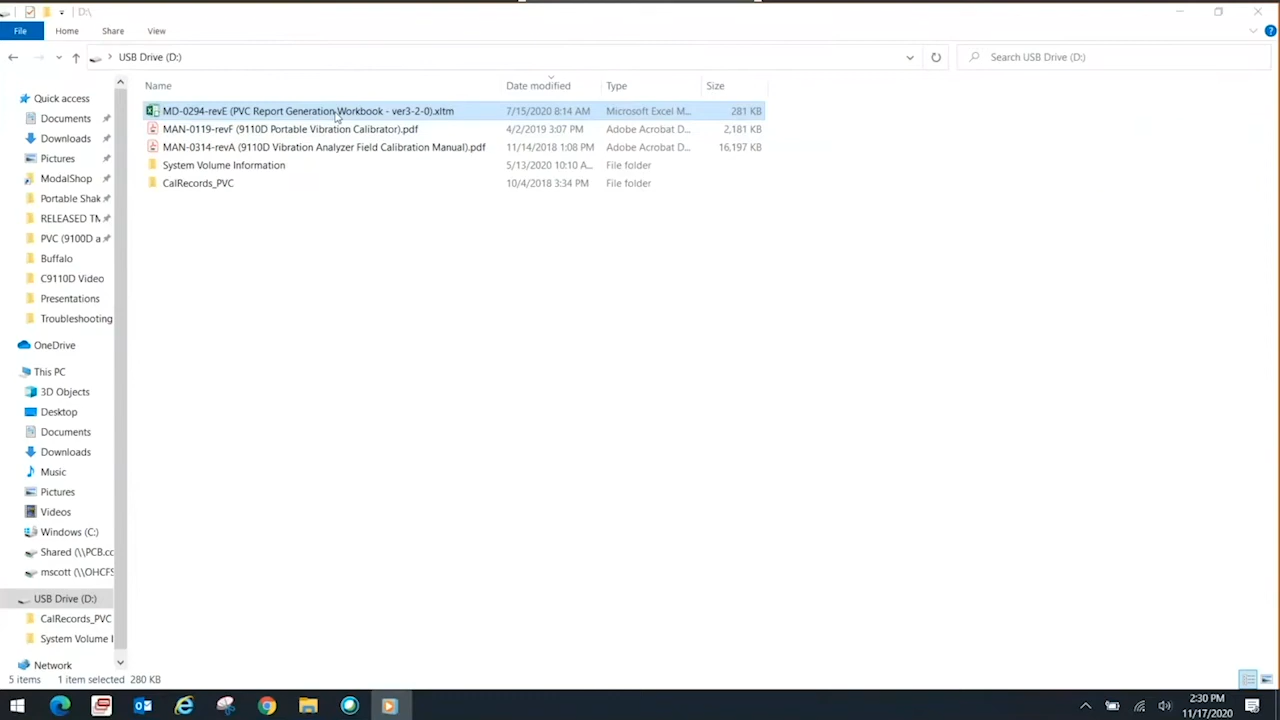 D:\
File Home Share View
USB Drive (D:)
Search USB Drive (D:)
Name Date modified Type Size
MD-0294-revE (PVC Report Generation Workbook - ver3-2-0).xltm 7/15/2020 8:14 AM Microsoft Excel M... 281 KB
MAN-0119-revF (9110D Portable Vibration Calibrator).pdf 4/2/2019 3:07 PM Adobe Acrobat D... 2,181 KB
MAN-0314-revA (9110D Vibration Analyzer Field Calibration Manual).pdf 11/14/2018 1:08 PM Adobe Acrobat D... 16,197 KB
System Volume Information 5/13/2020 10:10 A... File folder
CalRecords_PVC 10/4/2018 3:34 PM File folder
Quick access
Documents
Downloads
Pictures
ModalShop
Portable Shak
RELEASED TM
PVC (9100D a
Buffalo
C9110D Video
Presentations
Troubleshooting
OneDrive
This PC
3D Objects
Desktop
Documents
Downloads
Music
Pictures
Videos
Windows (C:)
Shared (\\PCB.cc
mscott (\\OHCFS
USB Drive (D:)
CalRecords_PVC
System Volume I
Network
5 items 1 item selected 280 KB
2:30 PM
11/17/2020